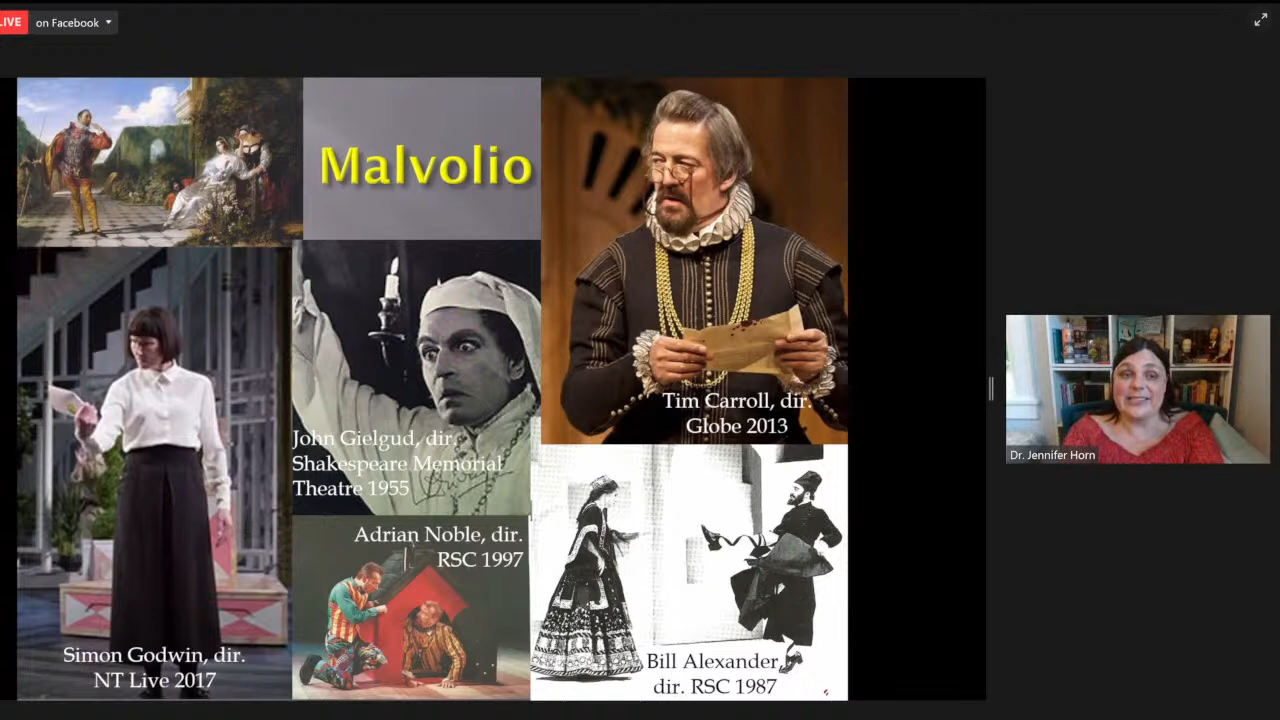 LIVE
on Facebook
Malvolio
Tim Carroll, dir.
Globe 2013
John Gielgud, dir.
Shakespeare Memorial
Theatre 1955
Adrian Noble, dir.
RSC 1997
Simon Godwin, dir.
NT Live 2017
Bill Alexander,
dir. RSC 1987
Dr. Jennifer Horn